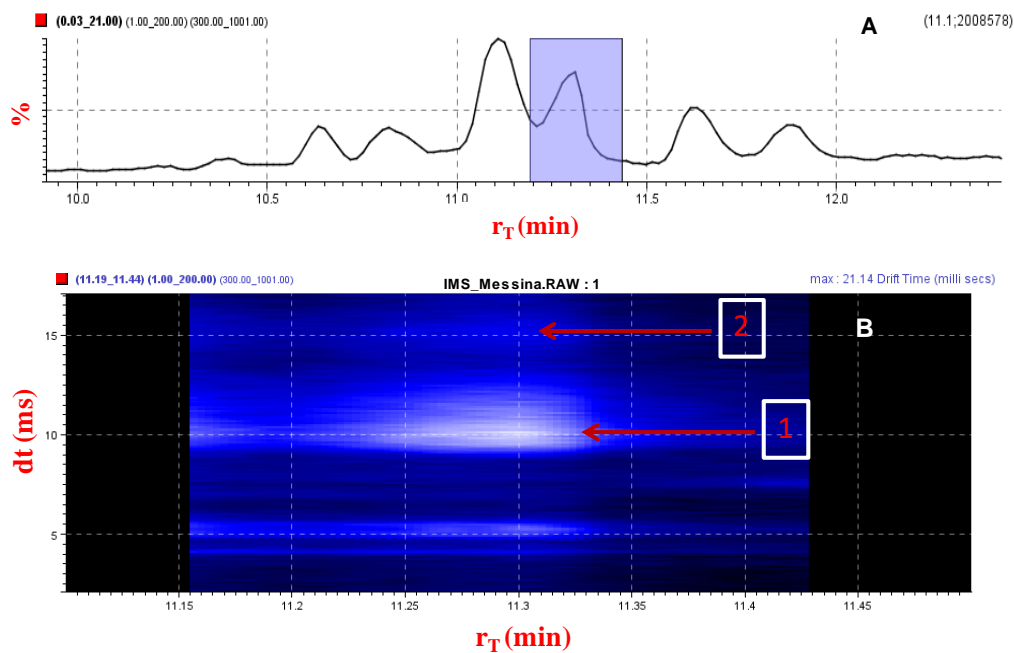 (0.03_21.00) (1.00_200.00) (300.00_1001.00)
A
(11.1;2008578)
%
10.0 10.5 11.0 11.5 12.0
rT (min)
(11.19_11.44) (1.00_200.00) (300.00_1001.00)
IMS_Messina.RAW : 1
max : 21.14 Drift Time (milli secs)
2
B
15
1
10
5
dt (ms)
11.15 11.2 11.25 11.3 11.35 11.4 11.45
rT (min)